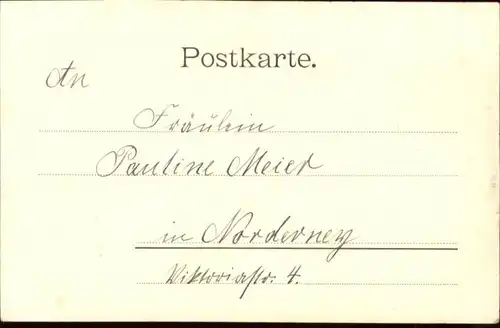 Postkarte.
An
Fräulein
Pauline Meier
in Norderney
Viktoriastr. 4.